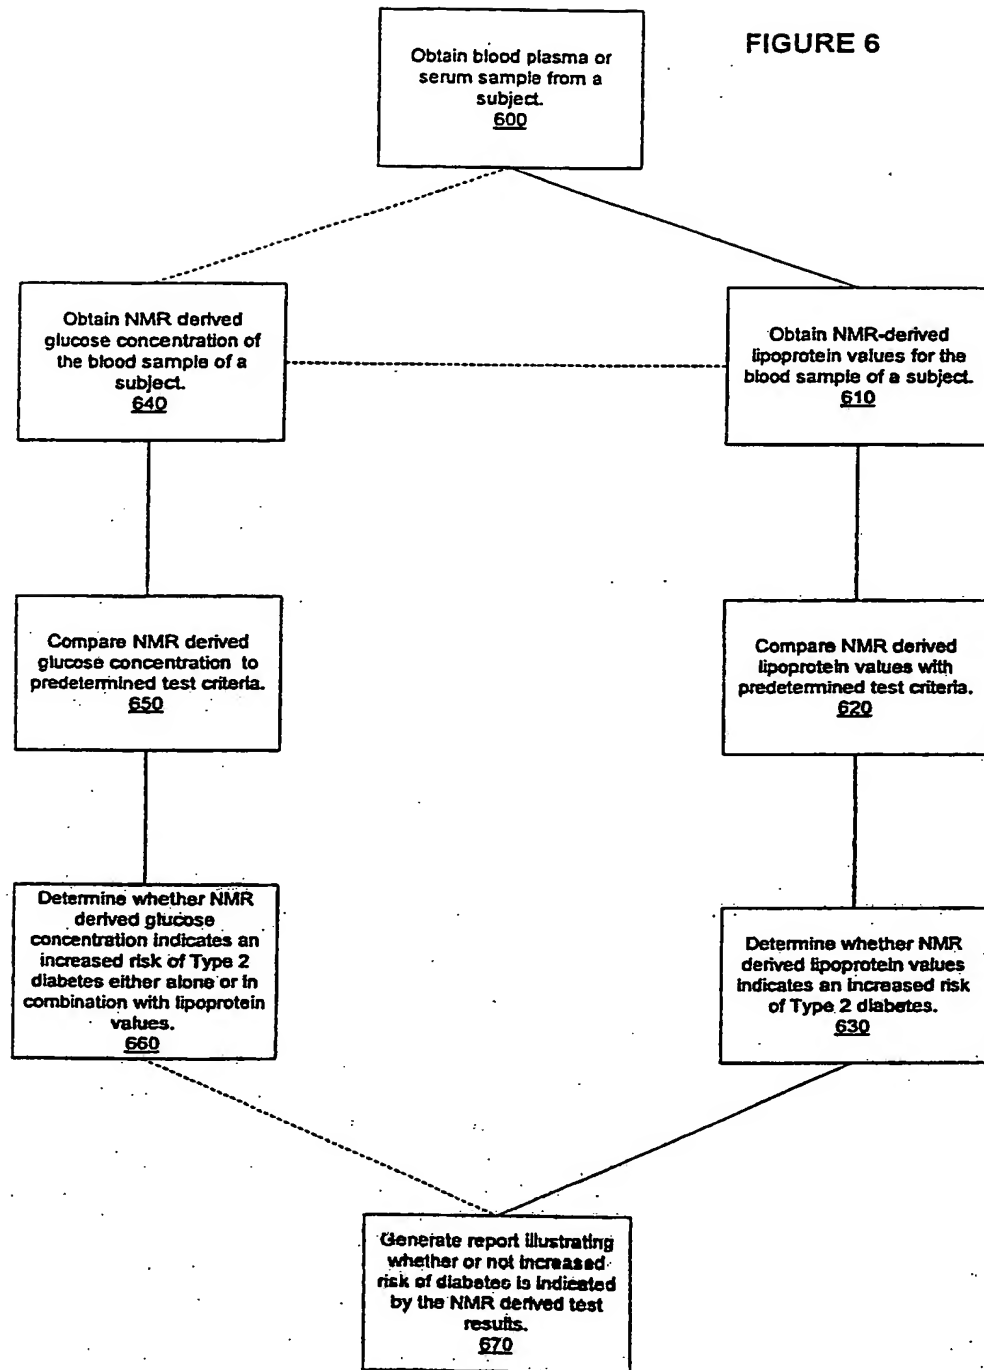 FIGURE 6
Obtain blood plasma or
serum sample from a
subject.
600
Obtain NMR derived
glucose concentration of
the blood sample of a
subject.
640
Obtain NMR-derived
lipoprotein values for the
blood sample of a subject.
610
Compare NMR derived
glucose concentration to
predetermined test criteria.
650
Compare NMR derived
lipoprotein values with
predetermined test criteria.
620
Determine whether NMR
derived glucose
concentration indicates an
increased risk of Type 2
diabetes either alone or in
combination with lipoprotein
values.
660
Determine whether NMR
derived lipoprotein values
indicates an increased risk
of Type 2 diabetes.
630
Generate report illustrating
whether or not increased
risk of diabetes is indicated
by the NMR derived test
results.
670